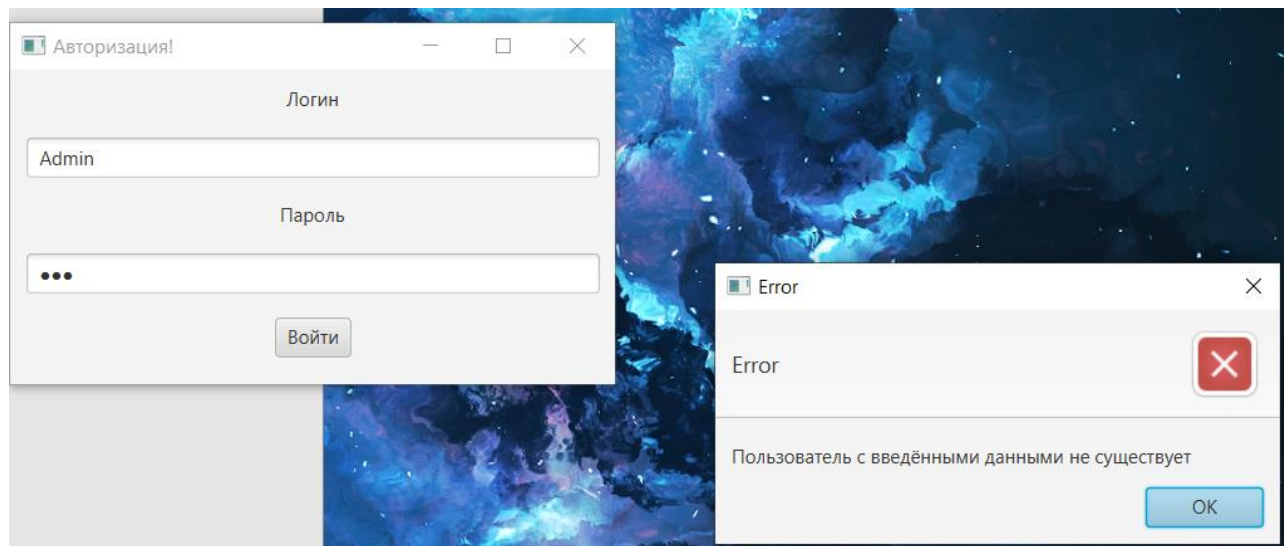 Авторизация!
Логин
Admin
Пароль
●●●
Войти
Error
Error
Пользователь с введёнными данными не существует
OK